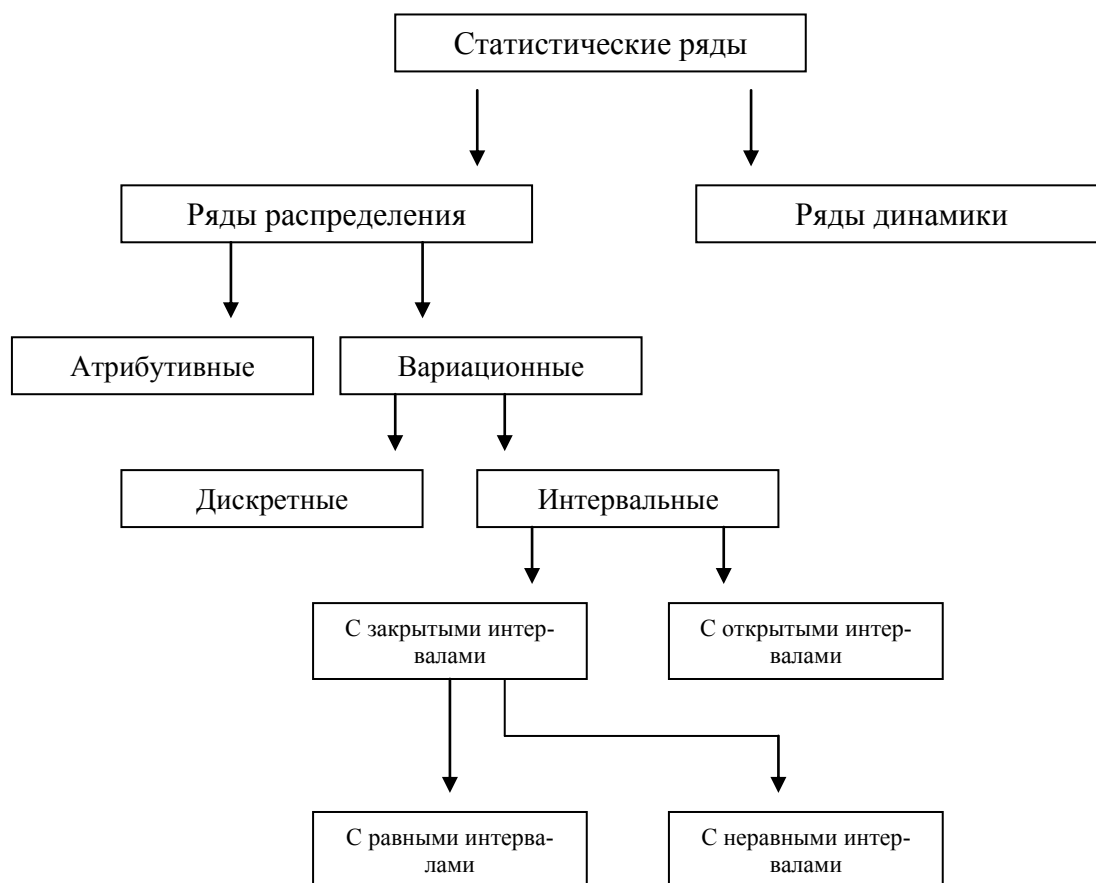 Статистические ряды
Ряды распределения
Ряды динамики
Атрибутивные
Вариационные
Дискретные
Интервальные
С закрытыми интер-
валами
С открытыми интер-
валами
С равными интерва-
лами
С неравными интер-
валами